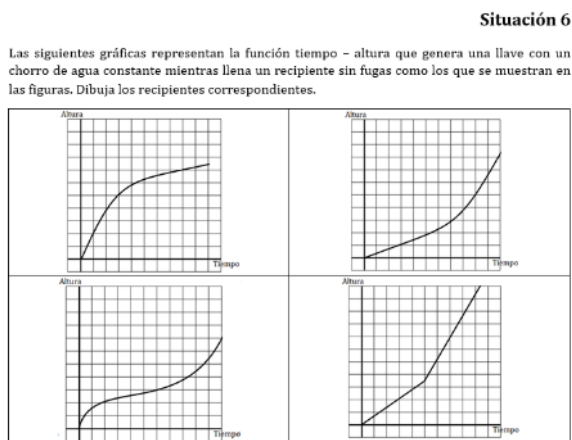 Situación 6
Las siguientes gráficas representan la función tiempo – altura que genera una llave con un
chorro de agua constante mientras llena un recipiente sin fugas como los que se muestran en
las figuras. Dibuja los recipientes correspondientes.
Altura
Tiempo
Altura
Tiempo
Altura
Tiempo
Altura
Tiempo